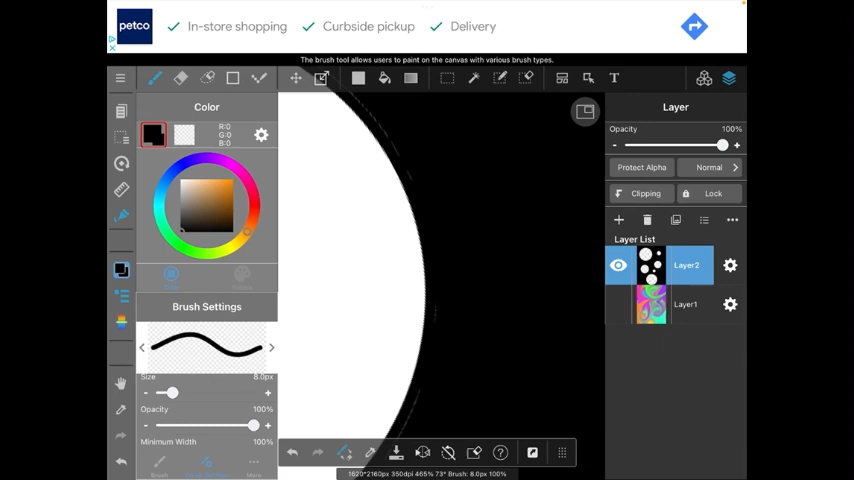 petco
In-store shopping
Curbside pickup
Delivery
The brush tool allows users to paint on the canvas with various brush types.
T
Color
R:0
G:0
B:0
Brush Settings
Size 8.0px
- +
Opacity 100%
- +
Minimum Width 100%
Brush
More
1620*2160px 350dpi 465% 73° Brush: 8.0px 100%
Layer
Opacity 100%
- +
Protect Alpha Normal
Clipping Lock
Layer List
Layer2
Layer1